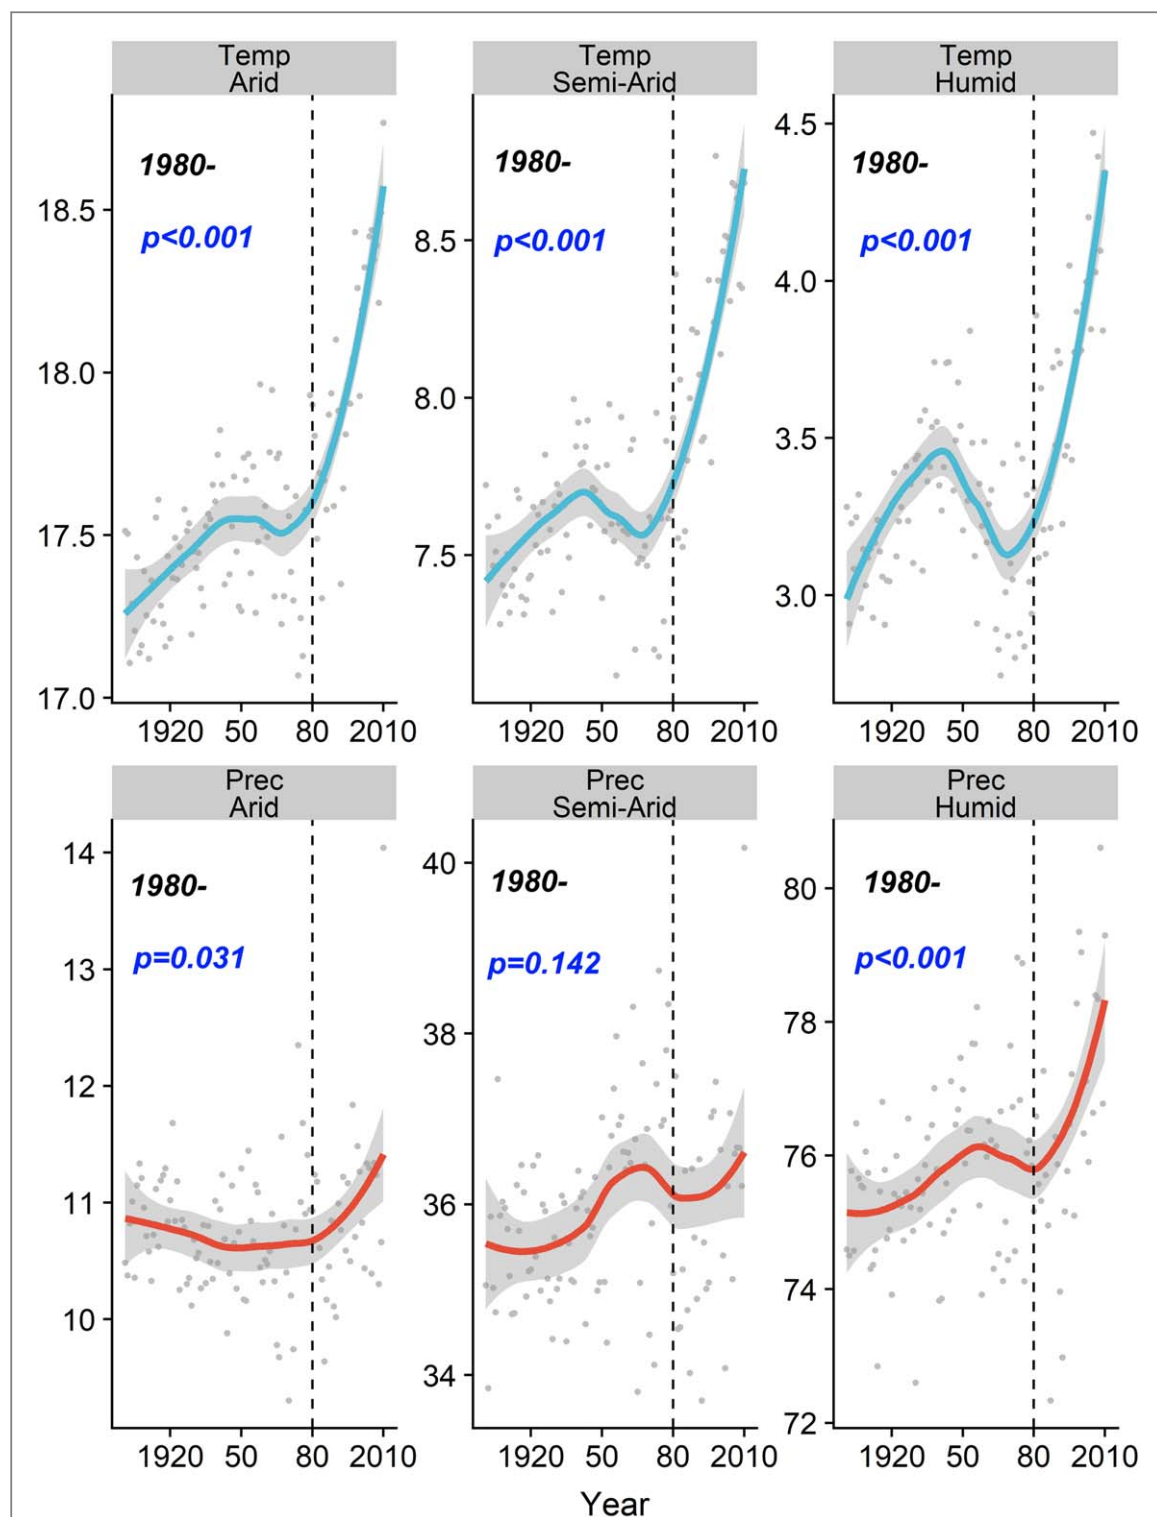 Temp
Arid
1980-
p<0.001
18.5
18.0
17.5
17.0
1920 50 80 2010
Temp
Semi-Arid
1980-
p<0.001
8.5
8.0
7.5
1920 50 80 2010
Temp
Humid
1980-
p<0.001
4.5
4.0
3.5
3.0
1920 50 80 2010
Prec
Arid
1980-
p=0.031
14
13
12
11
10
1920 50 80 2010
Prec
Semi-Arid
1980-
p=0.142
40
38
36
34
1920 50 80 2010
Prec
Humid
1980-
p<0.001
80
78
76
74
72
1920 50 80 2010
Year